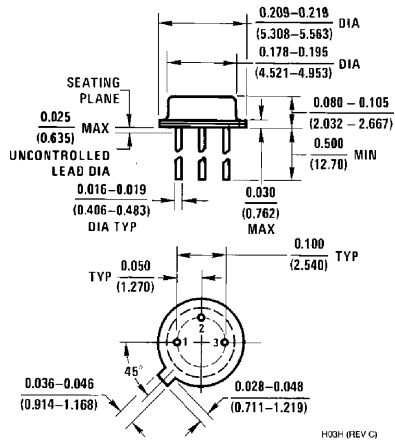 0.209–0.219 DIA
(5.308–5.563)
0.178–0.195 DIA
(4.521–4.953)
SEATING
PLANE
0.080 – 0.105
(2.032 – 2.667)
0.025 MAX
(0.635)
0.500 MIN
(12.70)
UNCONTROLLED
LEAD DIA
0.016–0.019
(0.406–0.483)
DIA TYP
0.030
(0.762)
MAX
0.100 TYP
(2.540)
TYP 0.050
(1.270)
2
1
3
45°
0.036–0.046
(0.914–1.168)
0.028–0.048
(0.711–1.219)
H03H (REV C)